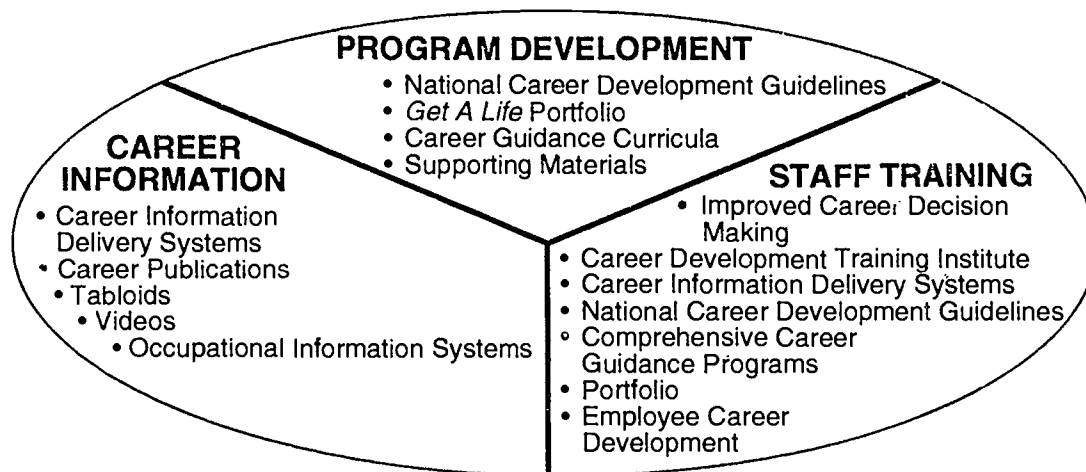 PROGRAM DEVELOPMENT
• National Career Development Guidelines
• Get A Life Portfolio
• Career Guidance Curricula
• Supporting Materials
CAREER
INFORMATION
• Career Information
Delivery Systems
• Career Publications
• Tabloids
• Videos
• Occupational Information Systems
STAFF TRAINING
• Improved Career Decision
Making
• Career Development Training Institute
• Career Information Delivery Systems
• National Career Development Guidelines
• Comprehensive Career
Guidance Programs
• Portfolio
• Employee Career
Development